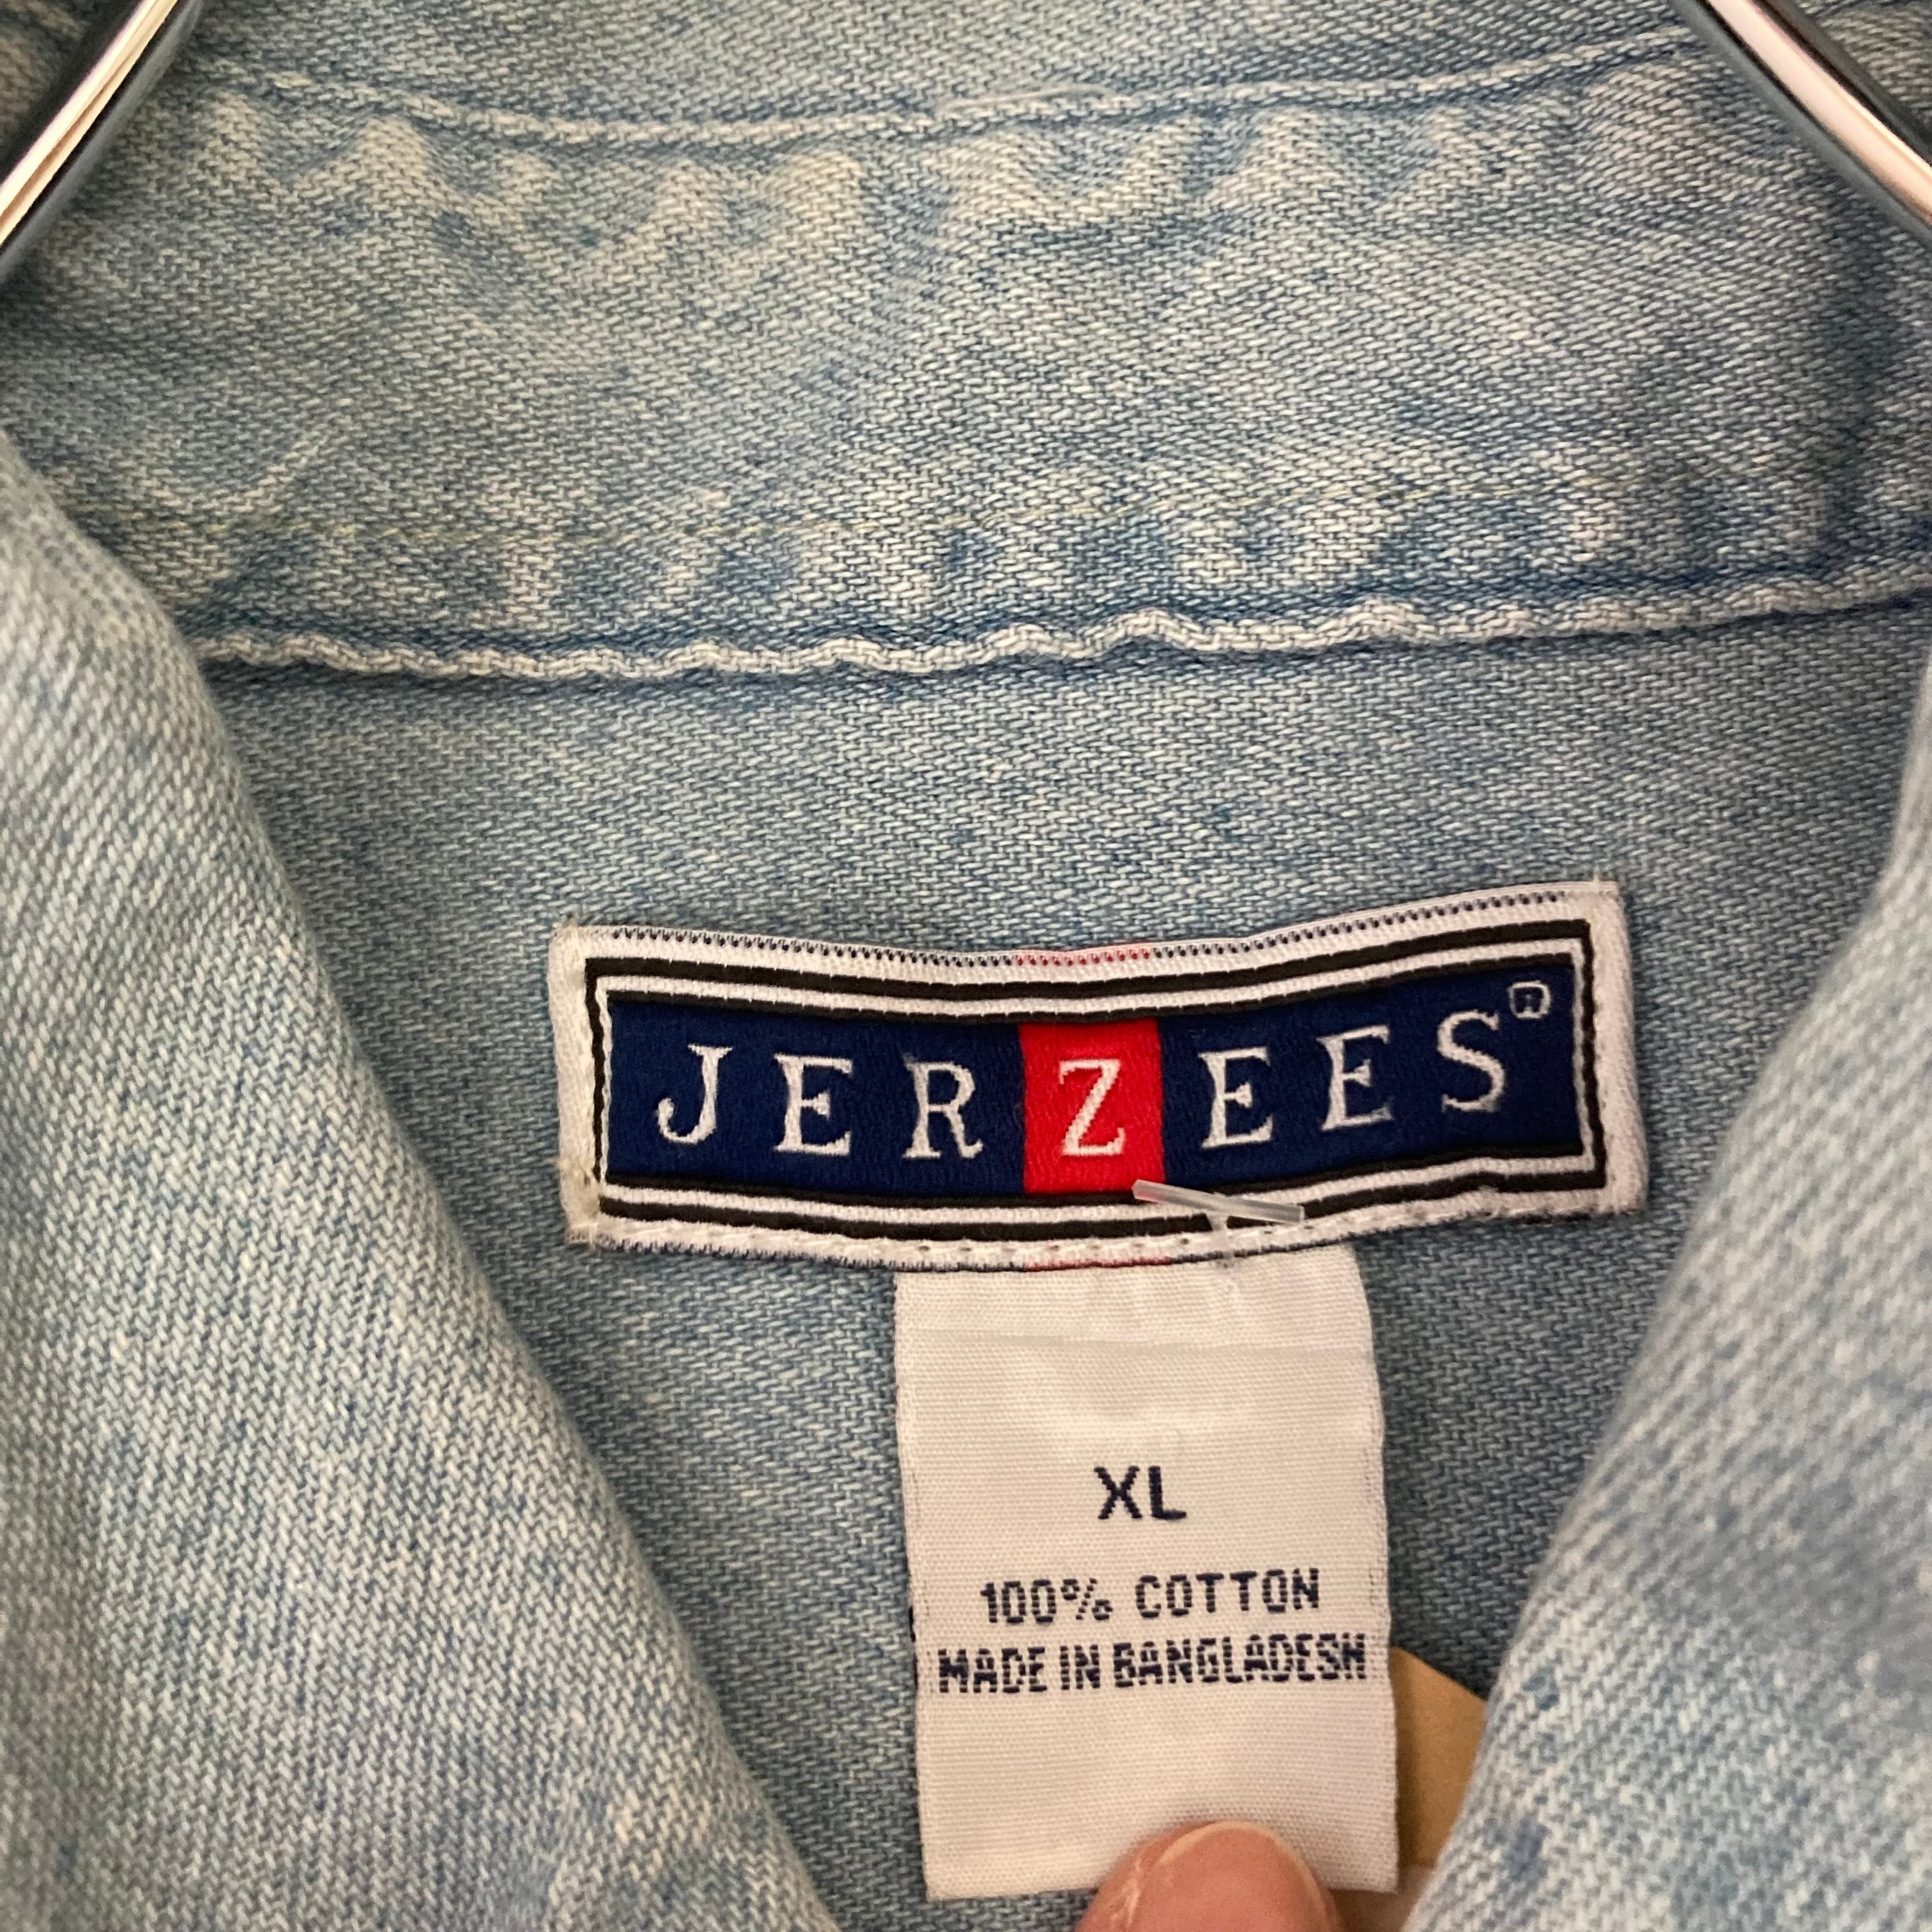 JERZEES®
XL
100% COTTON
MADE IN BANGLADESH